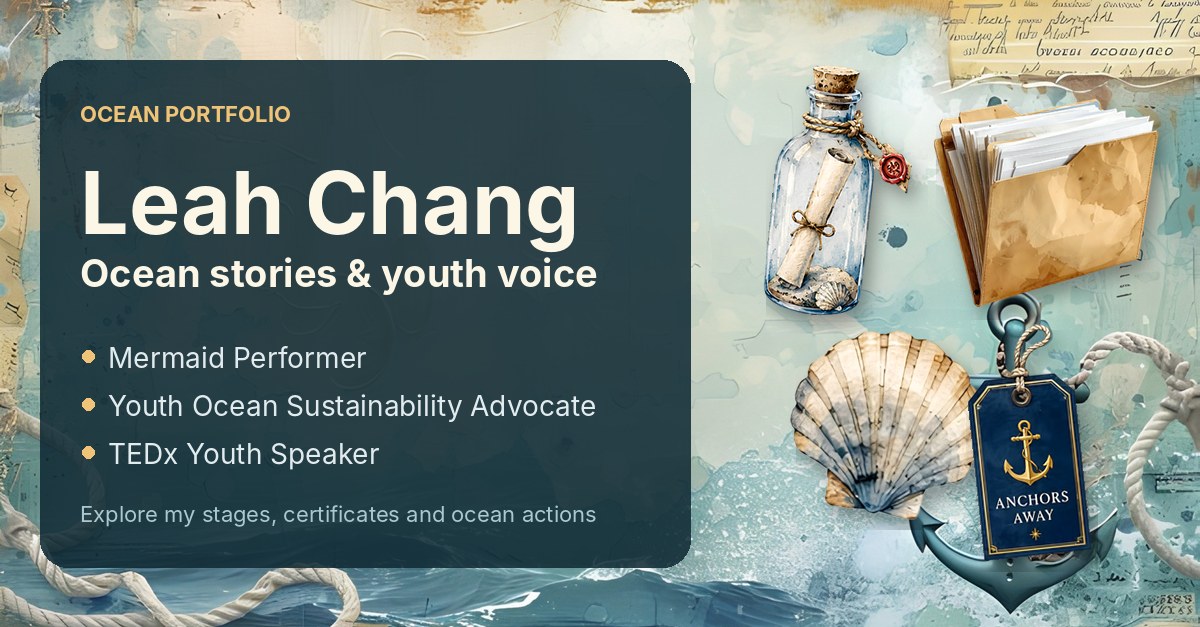 OCEAN PORTFOLIO
Leah Chang
Ocean stories & youth voice
Mermaid Performer
Youth Ocean Sustainability Advocate
TEDx Youth Speaker
Explore my stages, certificates and ocean actions
ANCHORS
AWAY